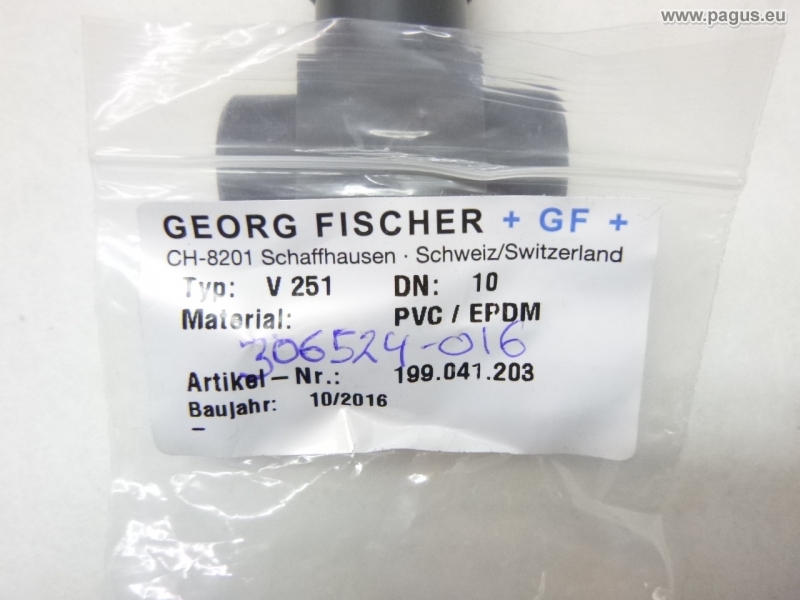 www.pagus.eu
GEORG FISCHER + GF +
CH-8201 Schaffhausen · Schweiz/Switzerland
Typ: V 251 DN: 10
Material: PVC / EPDM
306524-016
Artikel-Nr.: 199.041.203
Baujahr: 10/2016
–